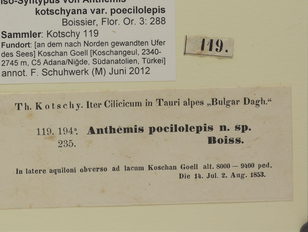 Iso-Syntypus von Anthemis
kotschyana var. poecilolepis
Boissier, Flor. Or. 3: 288
Sammler: Kotschy 119
Fundort: [an dem nach Norden gewandten Ufer
des Sees] Koschan Goell [Koschangeul, 2340-
2745 m, C5 Adana/Niğde, Südanatolien, Türkei]
annot. F. Schuhwerk (M) Juni 2012
119.
Th. Kotschy. Iter Cilicicum in Tauri alpes „Bulgar Dagh.“
119. 194a. Anthemis pocilolepis n. sp.
235. Boiss.
In latere aquiloni obverso ad lacum Koschan Goell alt. 8000 — 9400 ped.
Die 14. Jul. 2. Aug. 1853.